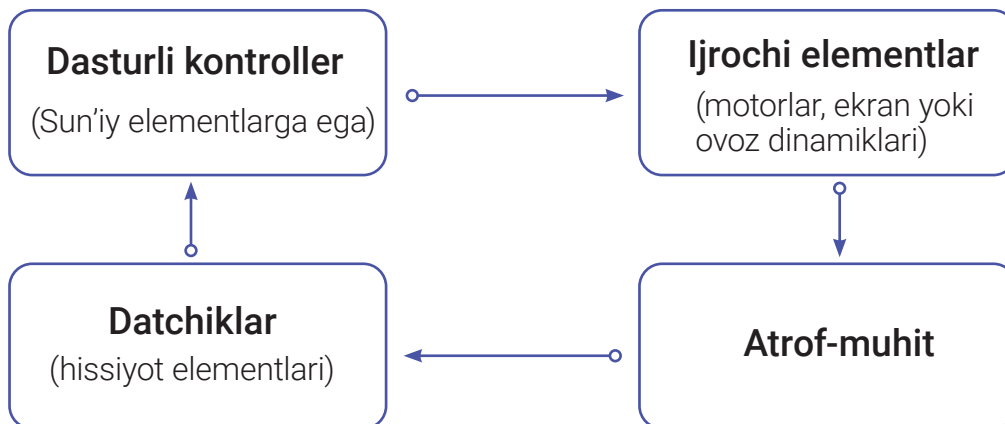 Dasturli kontroller
(Sun’iy elementlarga ega)
Ijrochi elementlar
(motorlar, ekran yoki
ovoz dinamiklari)
Datchiklar
(hissiyot elementlari)
Atrof-muhit